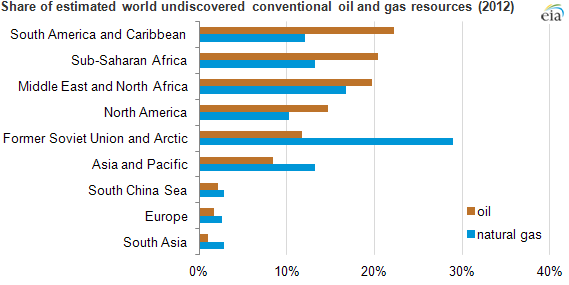 Share of estimated world undiscovered conventional oil and gas resources (2012)
eia
South America and Caribbean
Sub-Saharan Africa
Middle East and North Africa
North America
Former Soviet Union and Arctic
Asia and Pacific
South China Sea
Europe
South Asia
oil
natural gas
0% 10% 20% 30% 40%